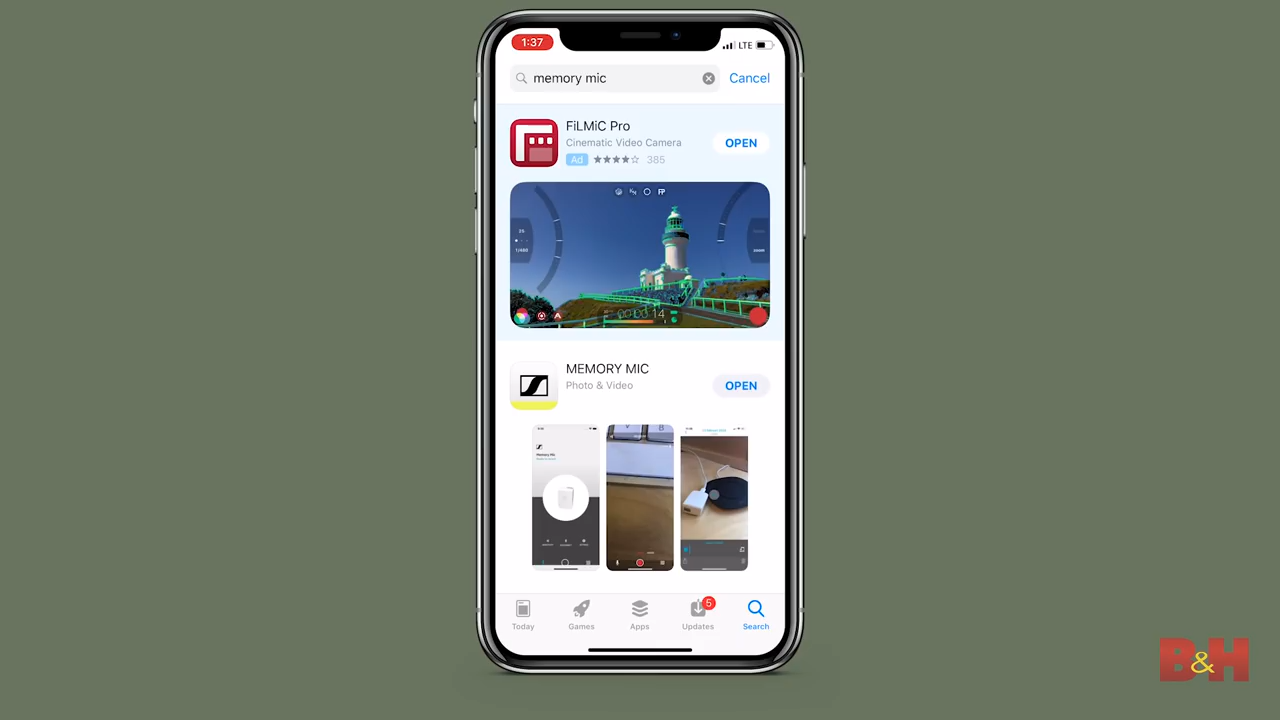 1:37
LTE
memory mic
Cancel
FiLMiC Pro
Cinematic Video Camera
OPEN
Ad
385
MEMORY MIC
Photo & Video
OPEN
Today
Games
Apps
5
Updates
Search
B&H